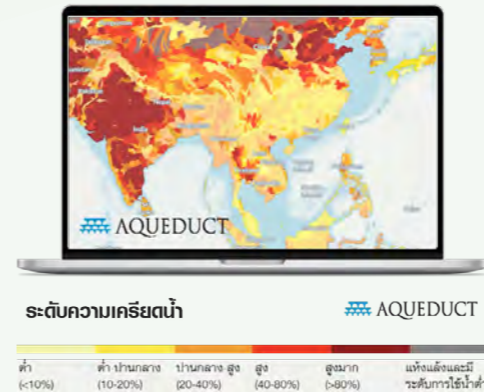 AQUEDUCT
ระดับความเครียดน้ำ
AQUEDUCT
ต่ำ ต่ำ ปานกลาง ปานกลาง สูง สูง สูงมาก แห้งแล้งและมี
(<10%) (10-20%) (20-40%) (40-80%) (>80%) ระดับการใช้น้ำต่ำ